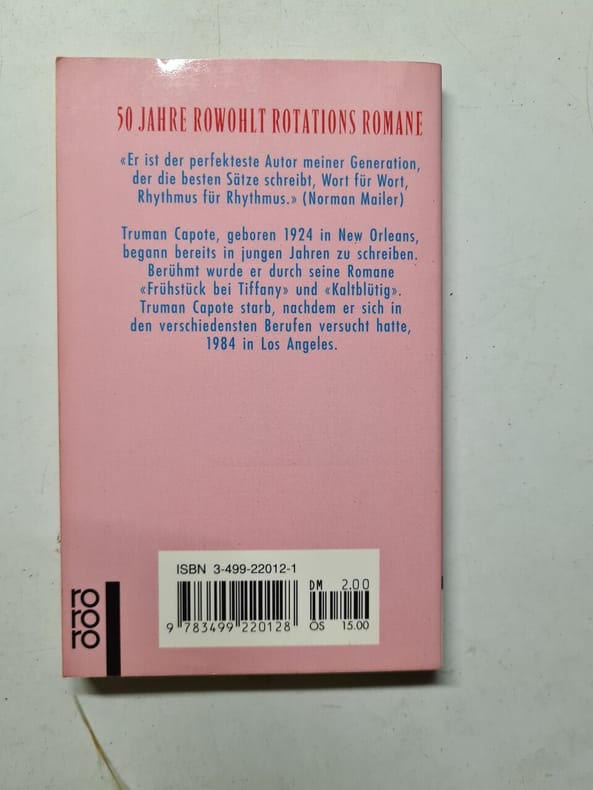 50 JAHRE ROWOHLT ROTATIONS ROMANE
«Er ist der perfekteste Autor meiner Generation,
der die besten Sätze schreibt, Wort für Wort,
Rhythmus für Rhythmus.» (Norman Mailer)
Truman Capote, geboren 1924 in New Orleans,
begann bereits in jungen Jahren zu schreiben.
Berühmt wurde er durch seine Romane
«Frühstück bei Tiffany» und «Kaltblütig».
Truman Capote starb, nachdem er sich in
den verschiedensten Berufen versucht hatte,
1984 in Los Angeles.
ISBN 3-499-22012-1
DM 2.00
9 783499 220128
ÖS 15.00
ro
ro
ro